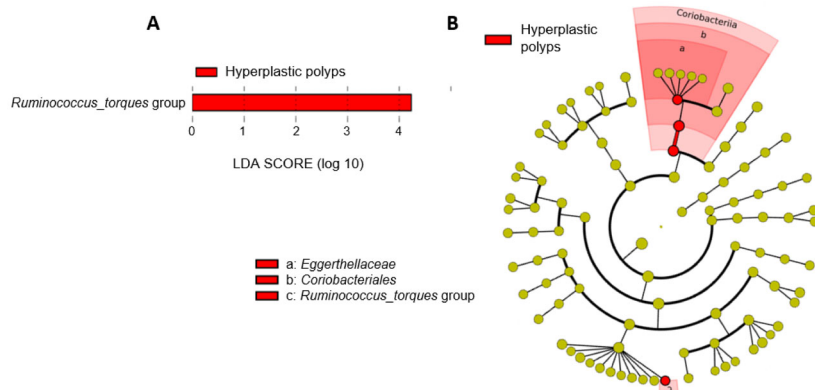 A
Hyperplastic polyps
Ruminococcus_torques group
0 1 2 3 4
LDA SCORE (log 10)
a: Eggerthellaceae
b: Coriobacteriales
c: Ruminococcus_torques group
B
Hyperplastic
polyps
Coriobacteriia
b
a